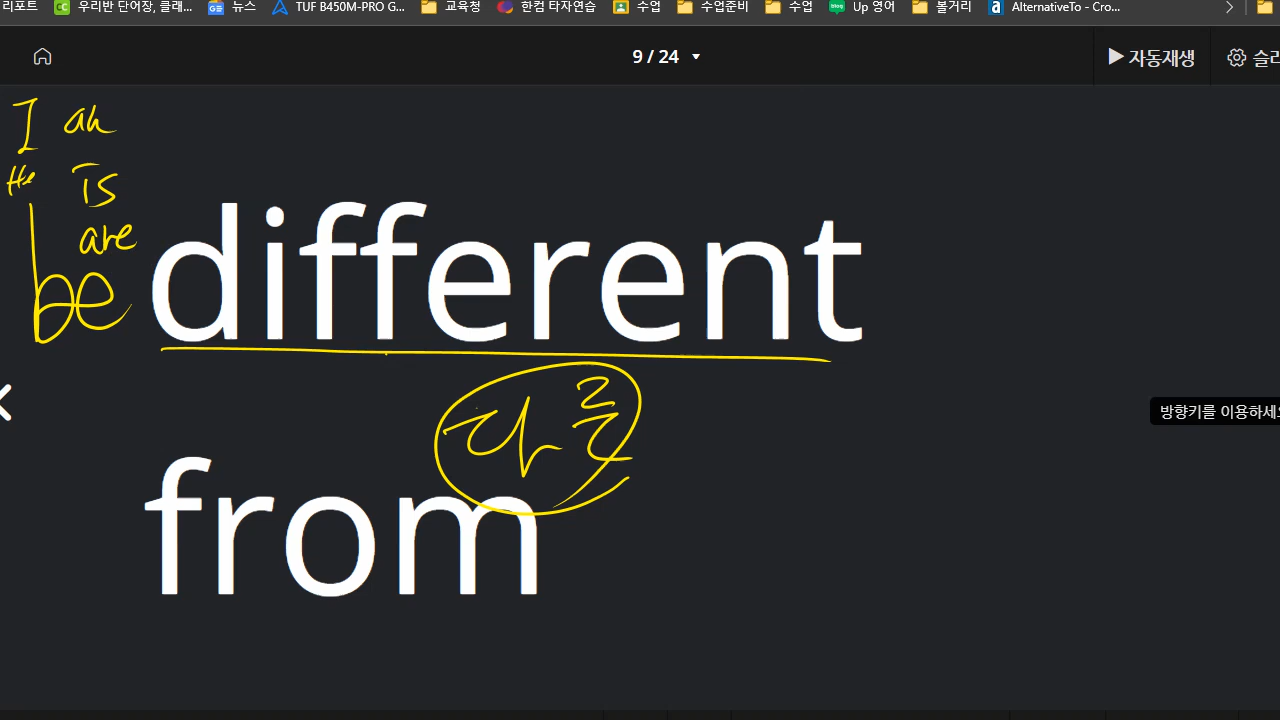 리포트 우리반 단어장, 클래... 뉴스 TUF B450M-PRO G... 교육청 한컴 타자연습 수업 수업준비 수업 Up 영어 볼거리 AlternativeTo - Cro...
9 / 24 자동재생 슬라
I am
He is
are
be different
다른
from
방향키를 이용하세요